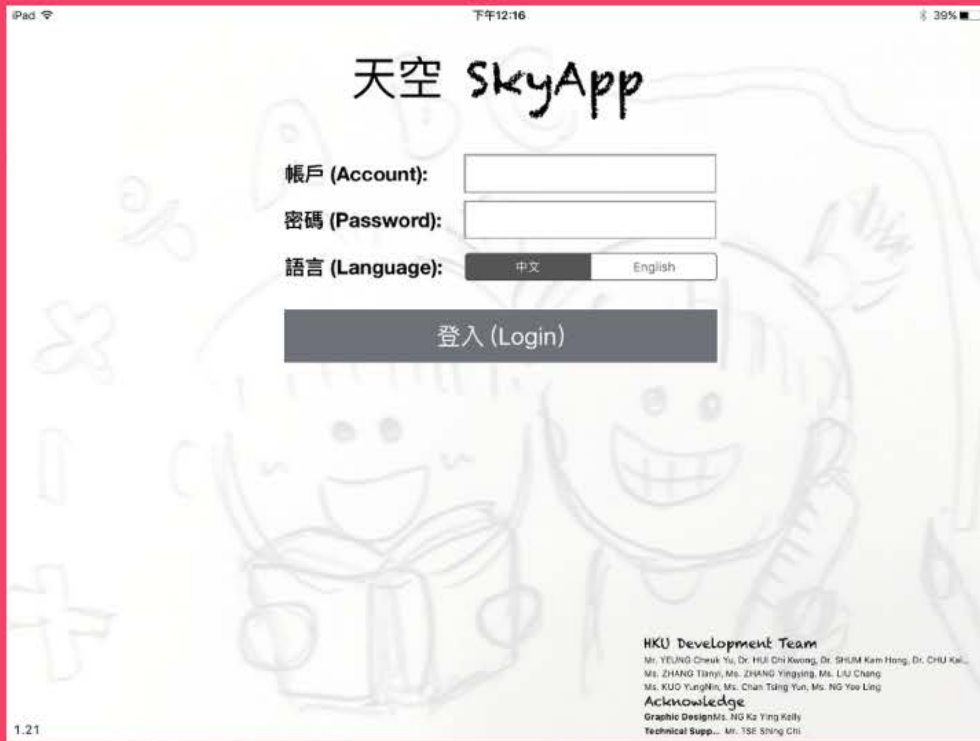 iPad
下午12:16
39%
天空 SkyApp
帳戶 (Account):
密碼 (Password):
語言 (Language):
中文
English
登入 (Login)
A B C
HKU Development Team
Mr. YEUNG Cheuk Yu, Dr. HUI Chi Kwong, Dr. SHUM Kam Hong, Dr. CHU Kai...
Ms. ZHANG Tianyi, Ms. ZHANG Yingying, Ms. LIU Chang
Ms. KUO YungNin, Ms. Chan Tsing Yun, Ms. NG Yee Ling
Acknowledge
Graphic DesignMs. NG Ka Ying Kelly
Technical Supp... Mr. TSE Shing Chi
1.21